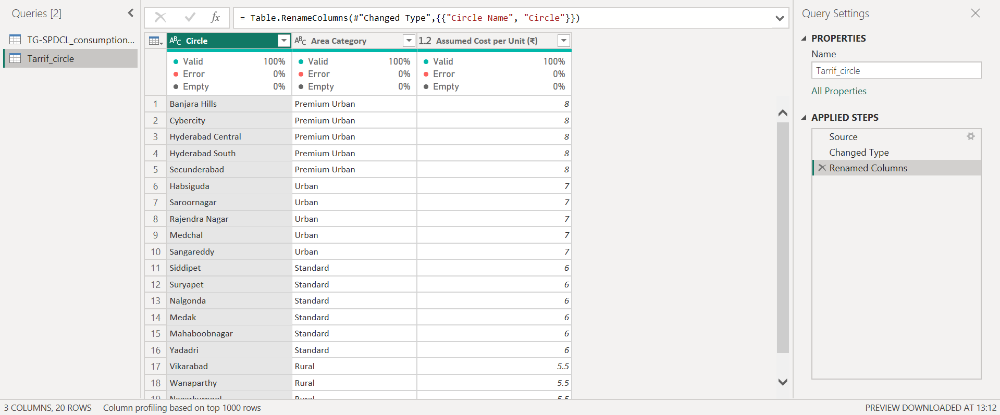 Queries [2]
TG-SPDCL_consumption...
Tarrif_circle
fx
= Table.RenameColumns(#"Changed Type",{{"Circle Name", "Circle"}})
ABC Circle
ABC Area Category
1.2 Assumed Cost per Unit (₹)
Valid 100% Valid 100% Valid 100%
Error 0% Error 0% Error 0%
Empty 0% Empty 0% Empty 0%
1 Banjara Hills Premium Urban 8
2 Cybercity Premium Urban 8
3 Hyderabad Central Premium Urban 8
4 Hyderabad South Premium Urban 8
5 Secunderabad Premium Urban 8
6 Habsiguda Urban 7
7 Saroornagar Urban 7
8 Rajendra Nagar Urban 7
9 Medchal Urban 7
10 Sangareddy Urban 7
11 Siddipet Standard 6
12 Suryapet Standard 6
13 Nalgonda Standard 6
14 Medak Standard 6
15 Mahaboobnagar Standard 6
16 Yadadri Standard 6
17 Vikarabad Rural 5.5
18 Wanaparthy Rural 5.5
19 Nagarkurnool Rural 5.5
Query Settings
PROPERTIES
Name
Tarrif_circle
All Properties
APPLIED STEPS
Source
Changed Type
Renamed Columns
3 COLUMNS, 20 ROWS Column profiling based on top 1000 rows
PREVIEW DOWNLOADED AT 13:12